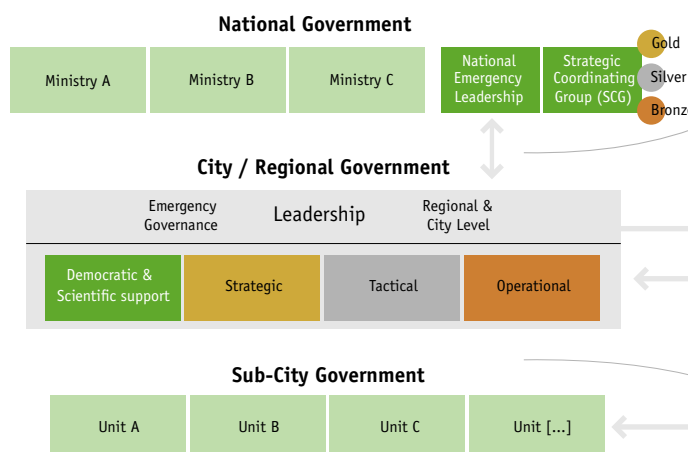 National Government
Ministry A
Ministry B
Ministry C
National
Emergency
Leadership
Strategic
Coordinating
Group (SCG)
Gold
Silver
Bronze
City / Regional Government
Emergency
Governance
Leadership
Regional &
City Level
Democratic &
Scientific support
Strategic
Tactical
Operational
Sub-City Government
Unit A
Unit B
Unit C
Unit [...]